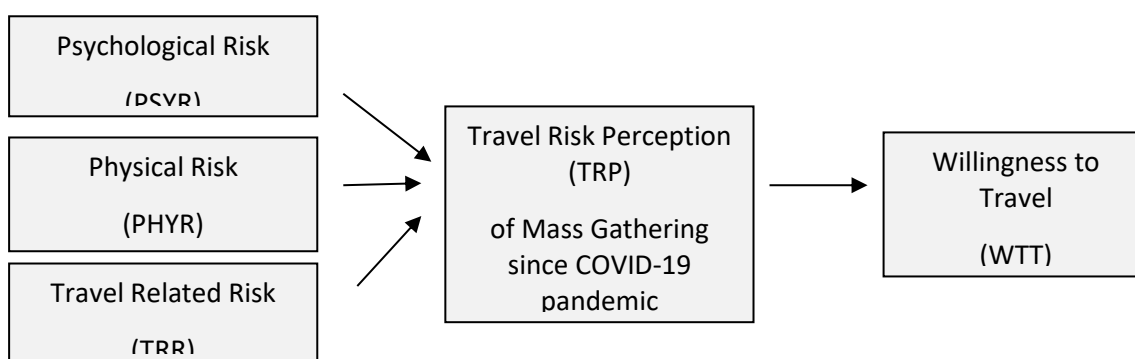 Psychological Risk
(PSYR)
Physical Risk
(PHYR)
Travel Related Risk
(TRR)
Travel Risk Perception
(TRP)
of Mass Gathering
since COVID-19
pandemic
Willingness to
Travel
(WTT)